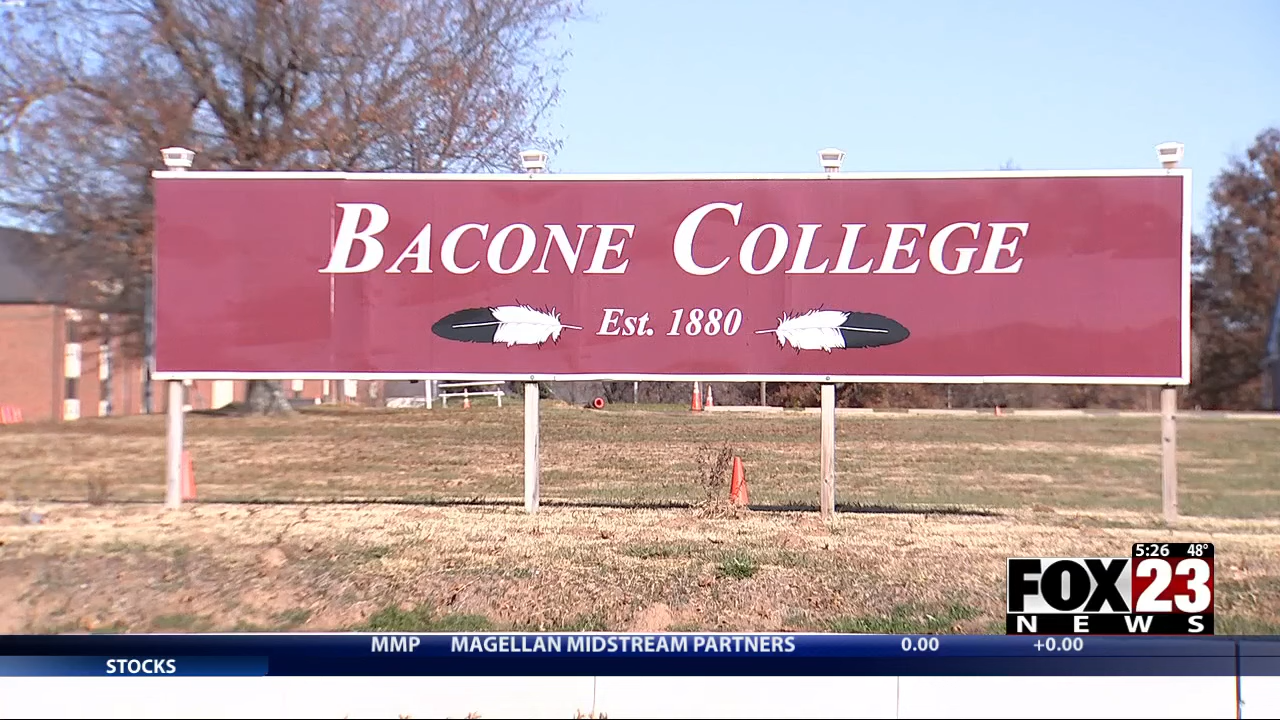 BACONE COLLEGE
Est. 1880
5:26 48°
FOX 23
NEWS
MMP MAGELLAN MIDSTREAM PARTNERS 0.00 +0.00
STOCKS